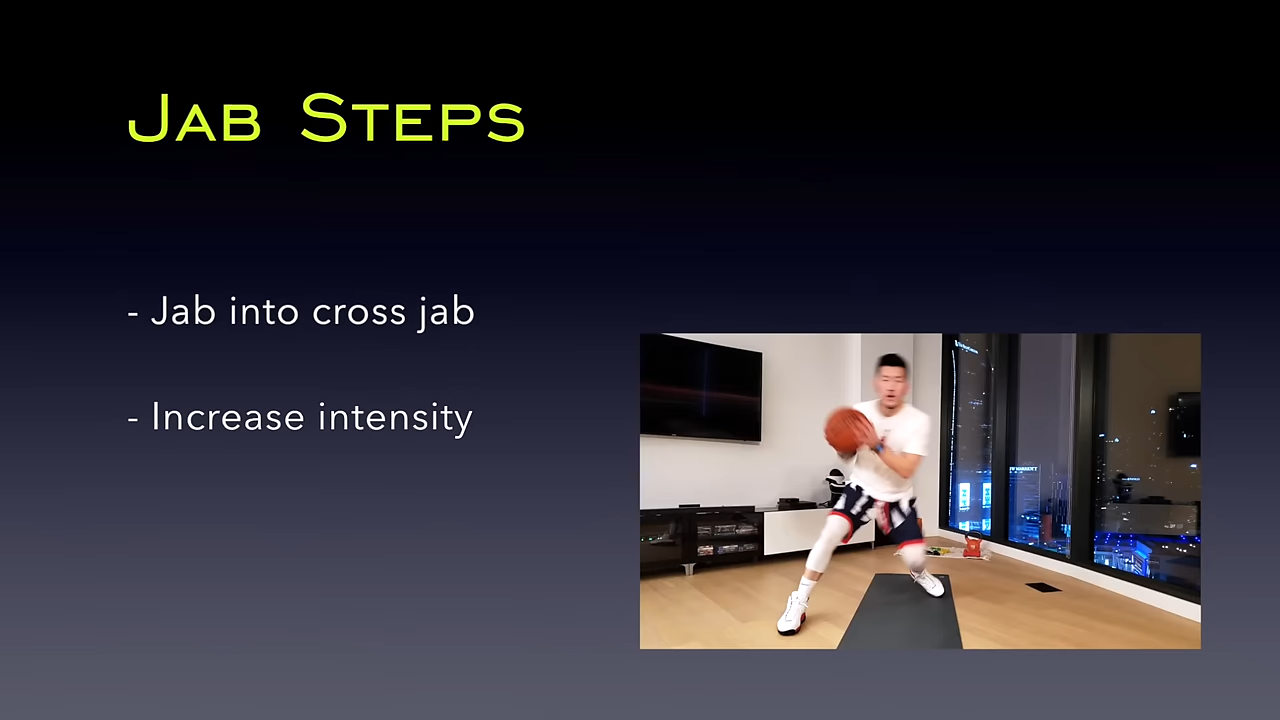 Jab Steps
- Jab into cross jab
- Increase intensity